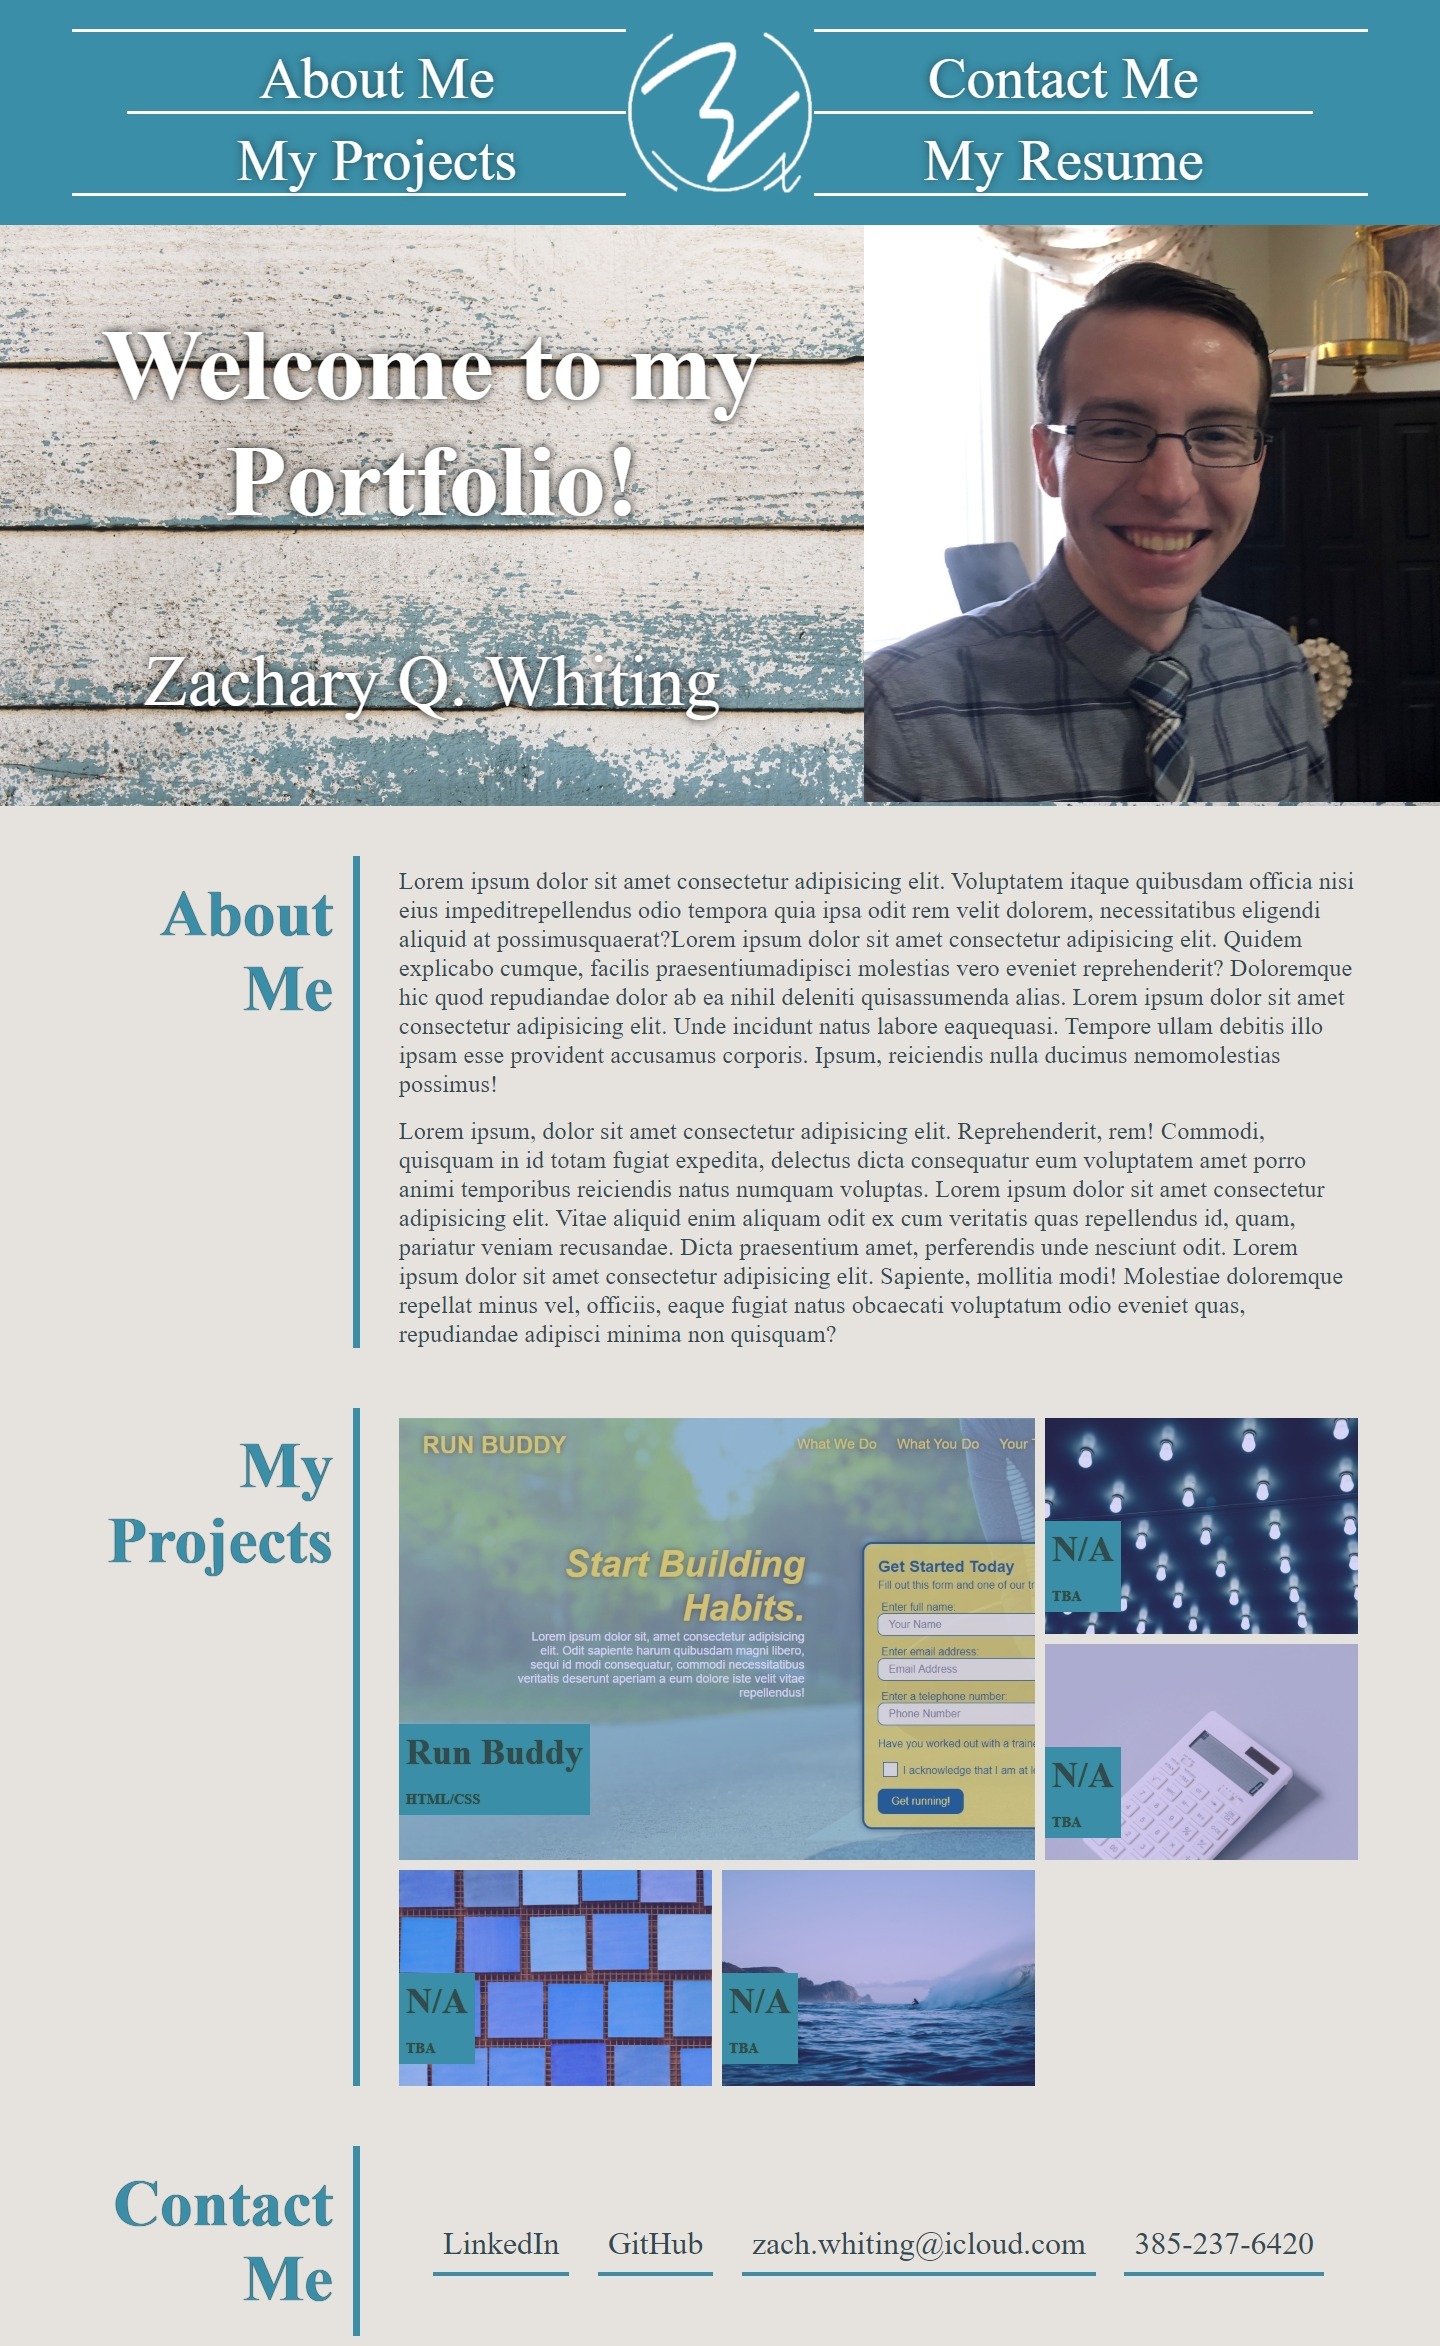 About Me
Contact Me
My Projects
My Resume
Welcome to my
Portfolio!
Zachary Q. Whiting
About
Me
Lorem ipsum dolor sit amet consectetur adipisicing elit. Voluptatem itaque quibusdam officia nisi
eius impeditrepellendus odio tempora quia ipsa odit rem velit dolorem, necessitatibus eligendi
aliquid at possimusquaerat?Lorem ipsum dolor sit amet consectetur adipisicing elit. Quidem
explicabo cumque, facilis praesentiumadipisci molestias vero eveniet reprehenderit? Doloremque
hic quod repudiandae dolor ab ea nihil deleniti quisassumenda alias. Lorem ipsum dolor sit amet
consectetur adipisicing elit. Unde incidunt natus labore eaquequasi. Tempore ullam debitis illo
ipsam esse provident accusamus corporis. Ipsum, reiciendis nulla ducimus nemomolestias
possimus!
Lorem ipsum, dolor sit amet consectetur adipisicing elit. Reprehenderit, rem! Commodi,
quisquam in id totam fugiat expedita, delectus dicta consequatur eum voluptatem amet porro
animi temporibus reiciendis natus numquam voluptas. Lorem ipsum dolor sit amet consectetur
adipisicing elit. Vitae aliquid enim aliquam odit ex cum veritatis quas repellendus id, quam,
pariatur veniam recusandae. Dicta praesentium amet, perferendis unde nesciunt odit. Lorem
ipsum dolor sit amet consectetur adipisicing elit. Sapiente, mollitia modi! Molestiae doloremque
repellat minus vel, officiis, eaque fugiat natus obcaecati voluptatum odio eveniet quas,
repudiandae adipisci minima non quisquam?
My
Projects
RUN BUDDY
What We Do What You Do Your
Start Building
Habits.
Lorem ipsum dolor sit, amet consectetur adipisicing
elit. Odit sapiente harum quibusdam magni libero,
sequi id modi consequatur, commodi necessitatibus
veritatis deserunt aperiam a eum dolore iste velit vitae
repellendus!
Get Started Today
Fill out this form and one of our
Enter full name:
Your Name
Enter email address:
Email Address
Enter a telephone number:
Phone Number
Have you worked out with a
I acknowledge that I am at
Get running!
Run Buddy
HTML/CSS
N/A
TBA
N/A
TBA
N/A
TBA
N/A
TBA
Contact
Me
LinkedIn
GitHub
zach.whiting@icloud.com
385-237-6420